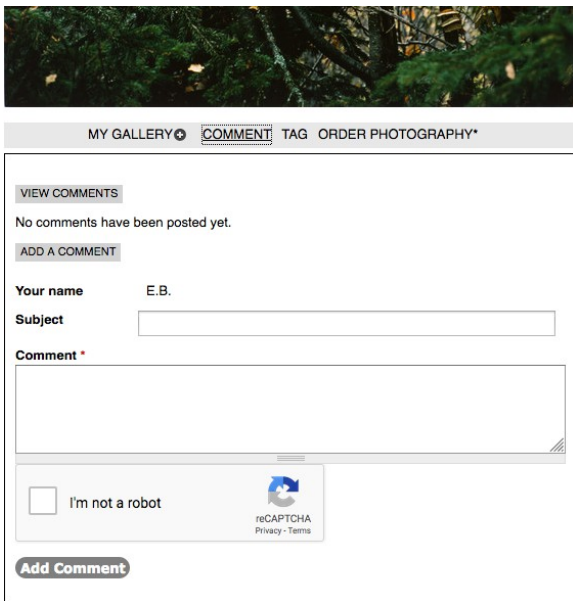 MY GALLERY COMMENT TAG ORDER PHOTOGRAPHY*
VIEW COMMENTS
No comments have been posted yet.
ADD A COMMENT
Your name E.B.
Subject
Comment *
I'm not a robot
reCAPTCHA
Privacy - Terms
Add Comment